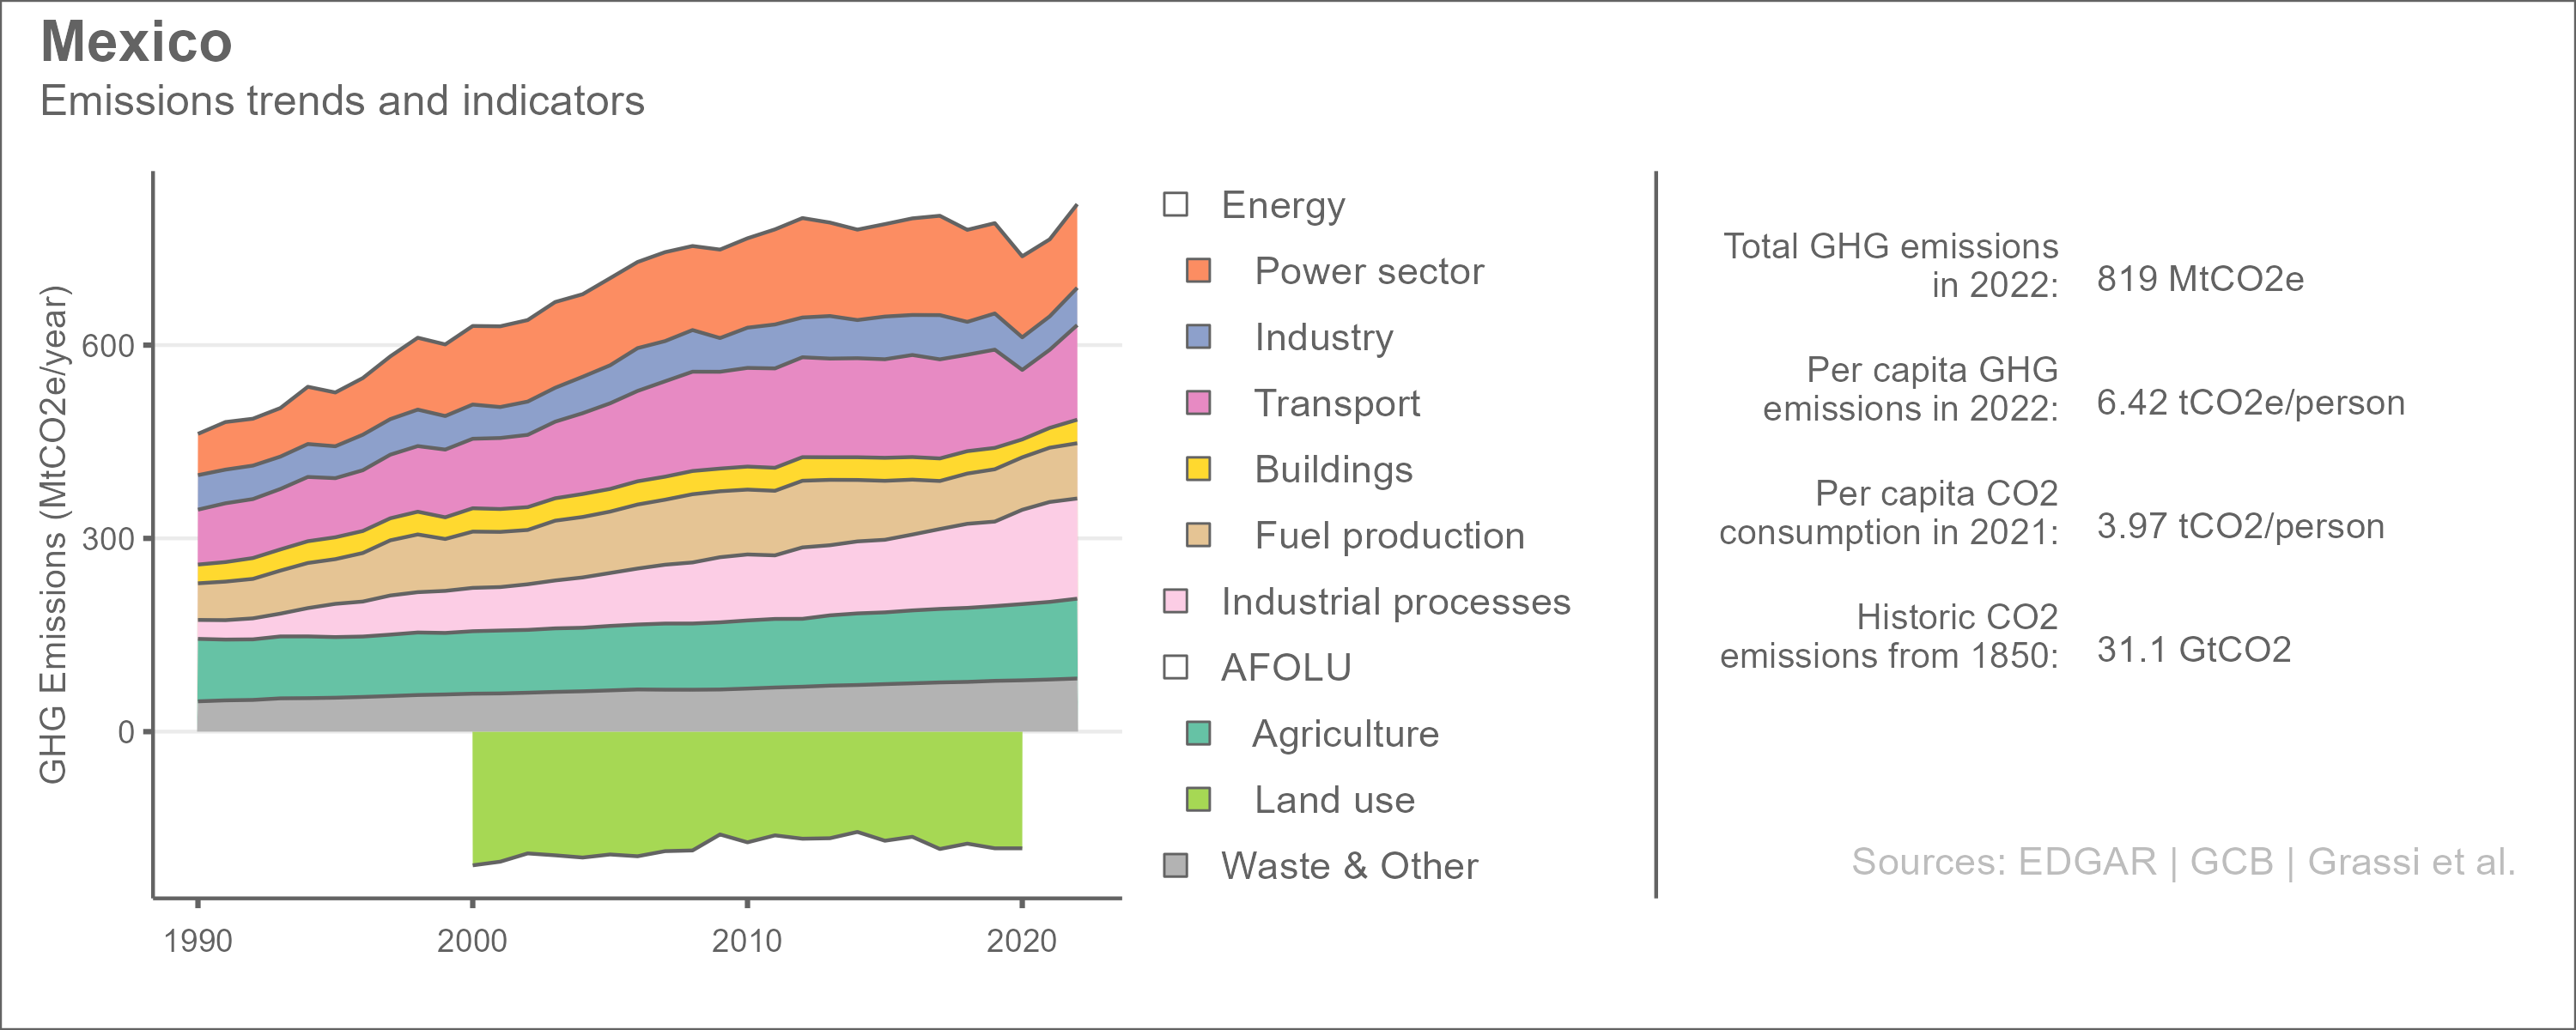 Mexico
Emissions trends and indicators
GHG Emissions (MtCO2e/year)
600
300
0
1990
2000
2010
2020
Energy
Power sector
Industry
Transport
Buildings
Fuel production
Industrial processes
AFOLU
Agriculture
Land use
Waste & Other
Total GHG emissions
in 2022:
819 MtCO2e
Per capita GHG
emissions in 2022:
6.42 tCO2e/person
Per capita CO2
consumption in 2021:
3.97 tCO2/person
Historic CO2
emissions from 1850:
31.1 GtCO2
Sources: EDGAR | GCB | Grassi et al.